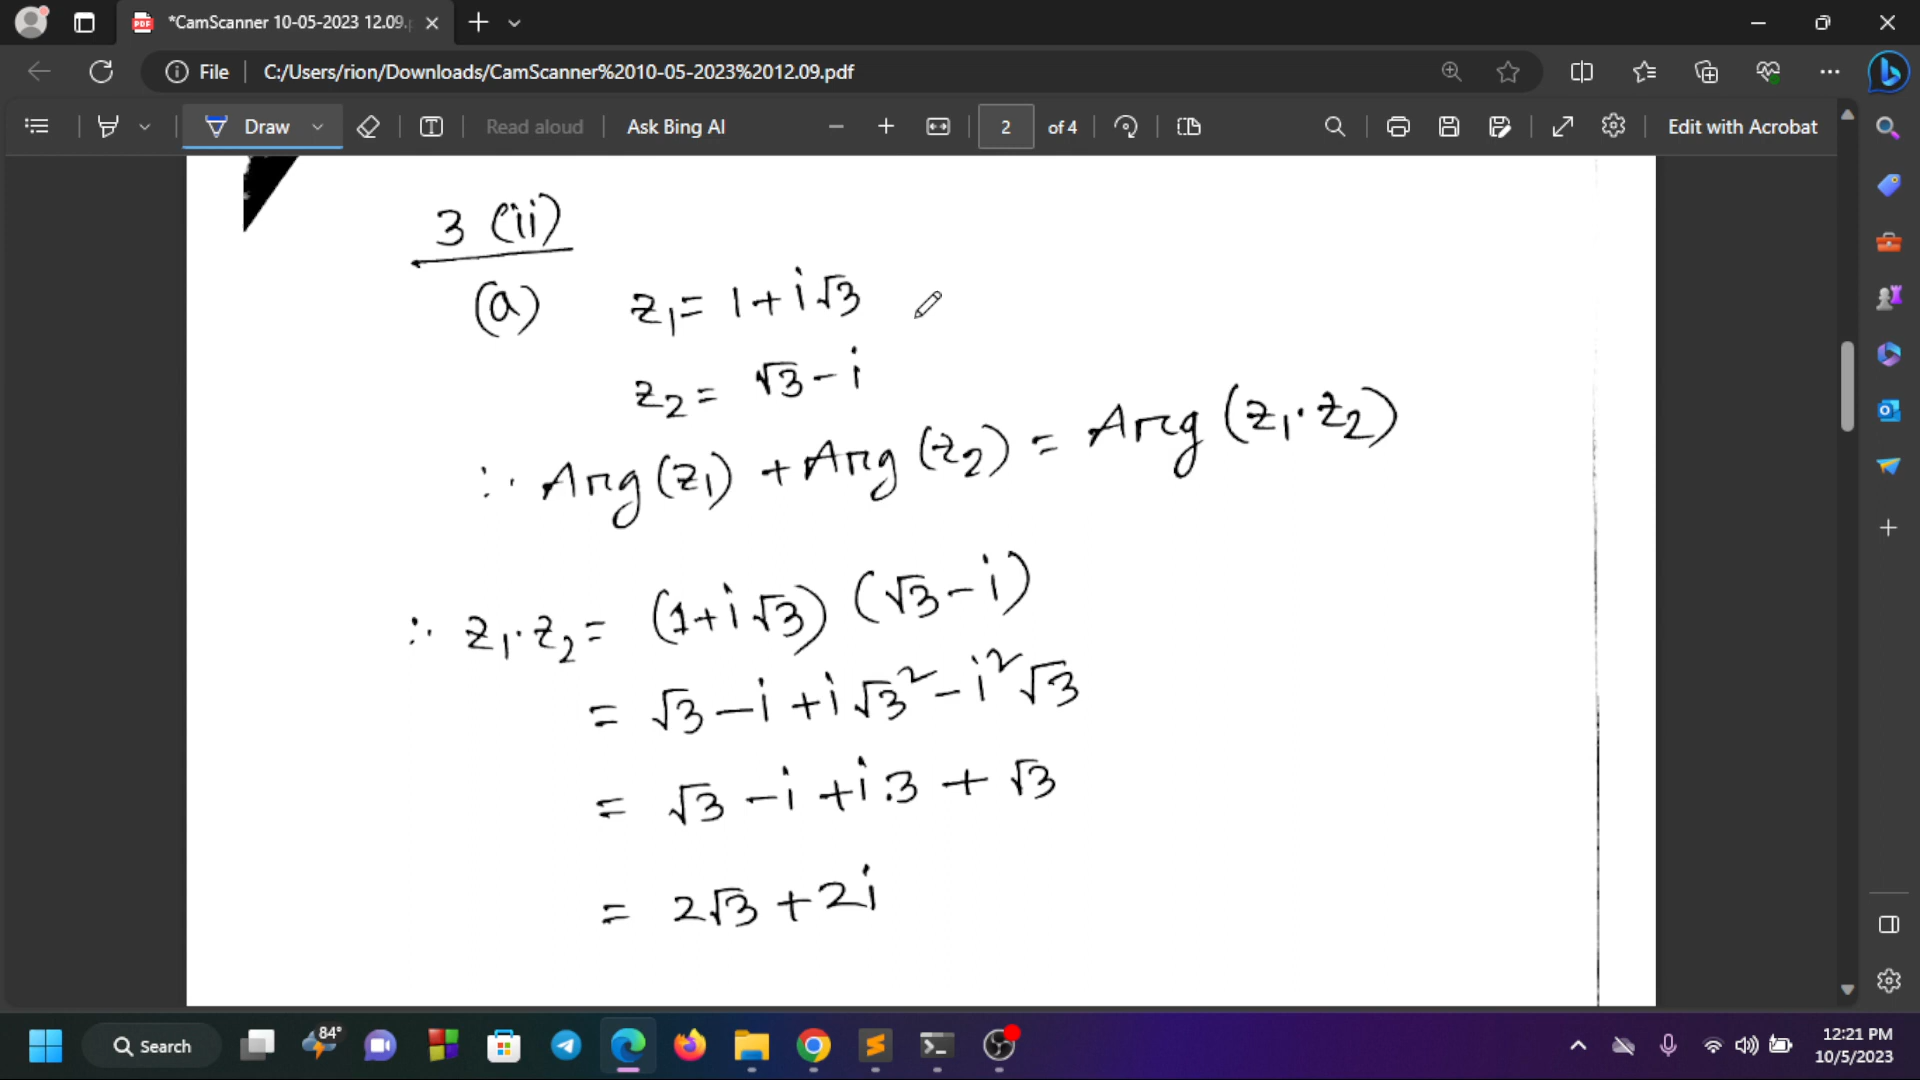 *CamScanner 10-05-2023 12.09.p
File
C:/Users/rion/Downloads/CamScanner%2010-05-2023%2012.09.pdf
Draw
Read aloud
Ask Bing AI
2
of 4
Edit with Acrobat
3 (ii)
(a) z₁ = 1 + i√3
z₂ = √3 - i
∴ Arg (z₁) + Arg (z₂) = Arg (z₁·z₂)
∴ z₁·z₂ = (1+i√3) (√3-i)
= √3 - i + i√3² - i²√3
= √3 - i + i.3 + √3
= 2√3 + 2i
84°
Search
12:21 PM
10/5/2023